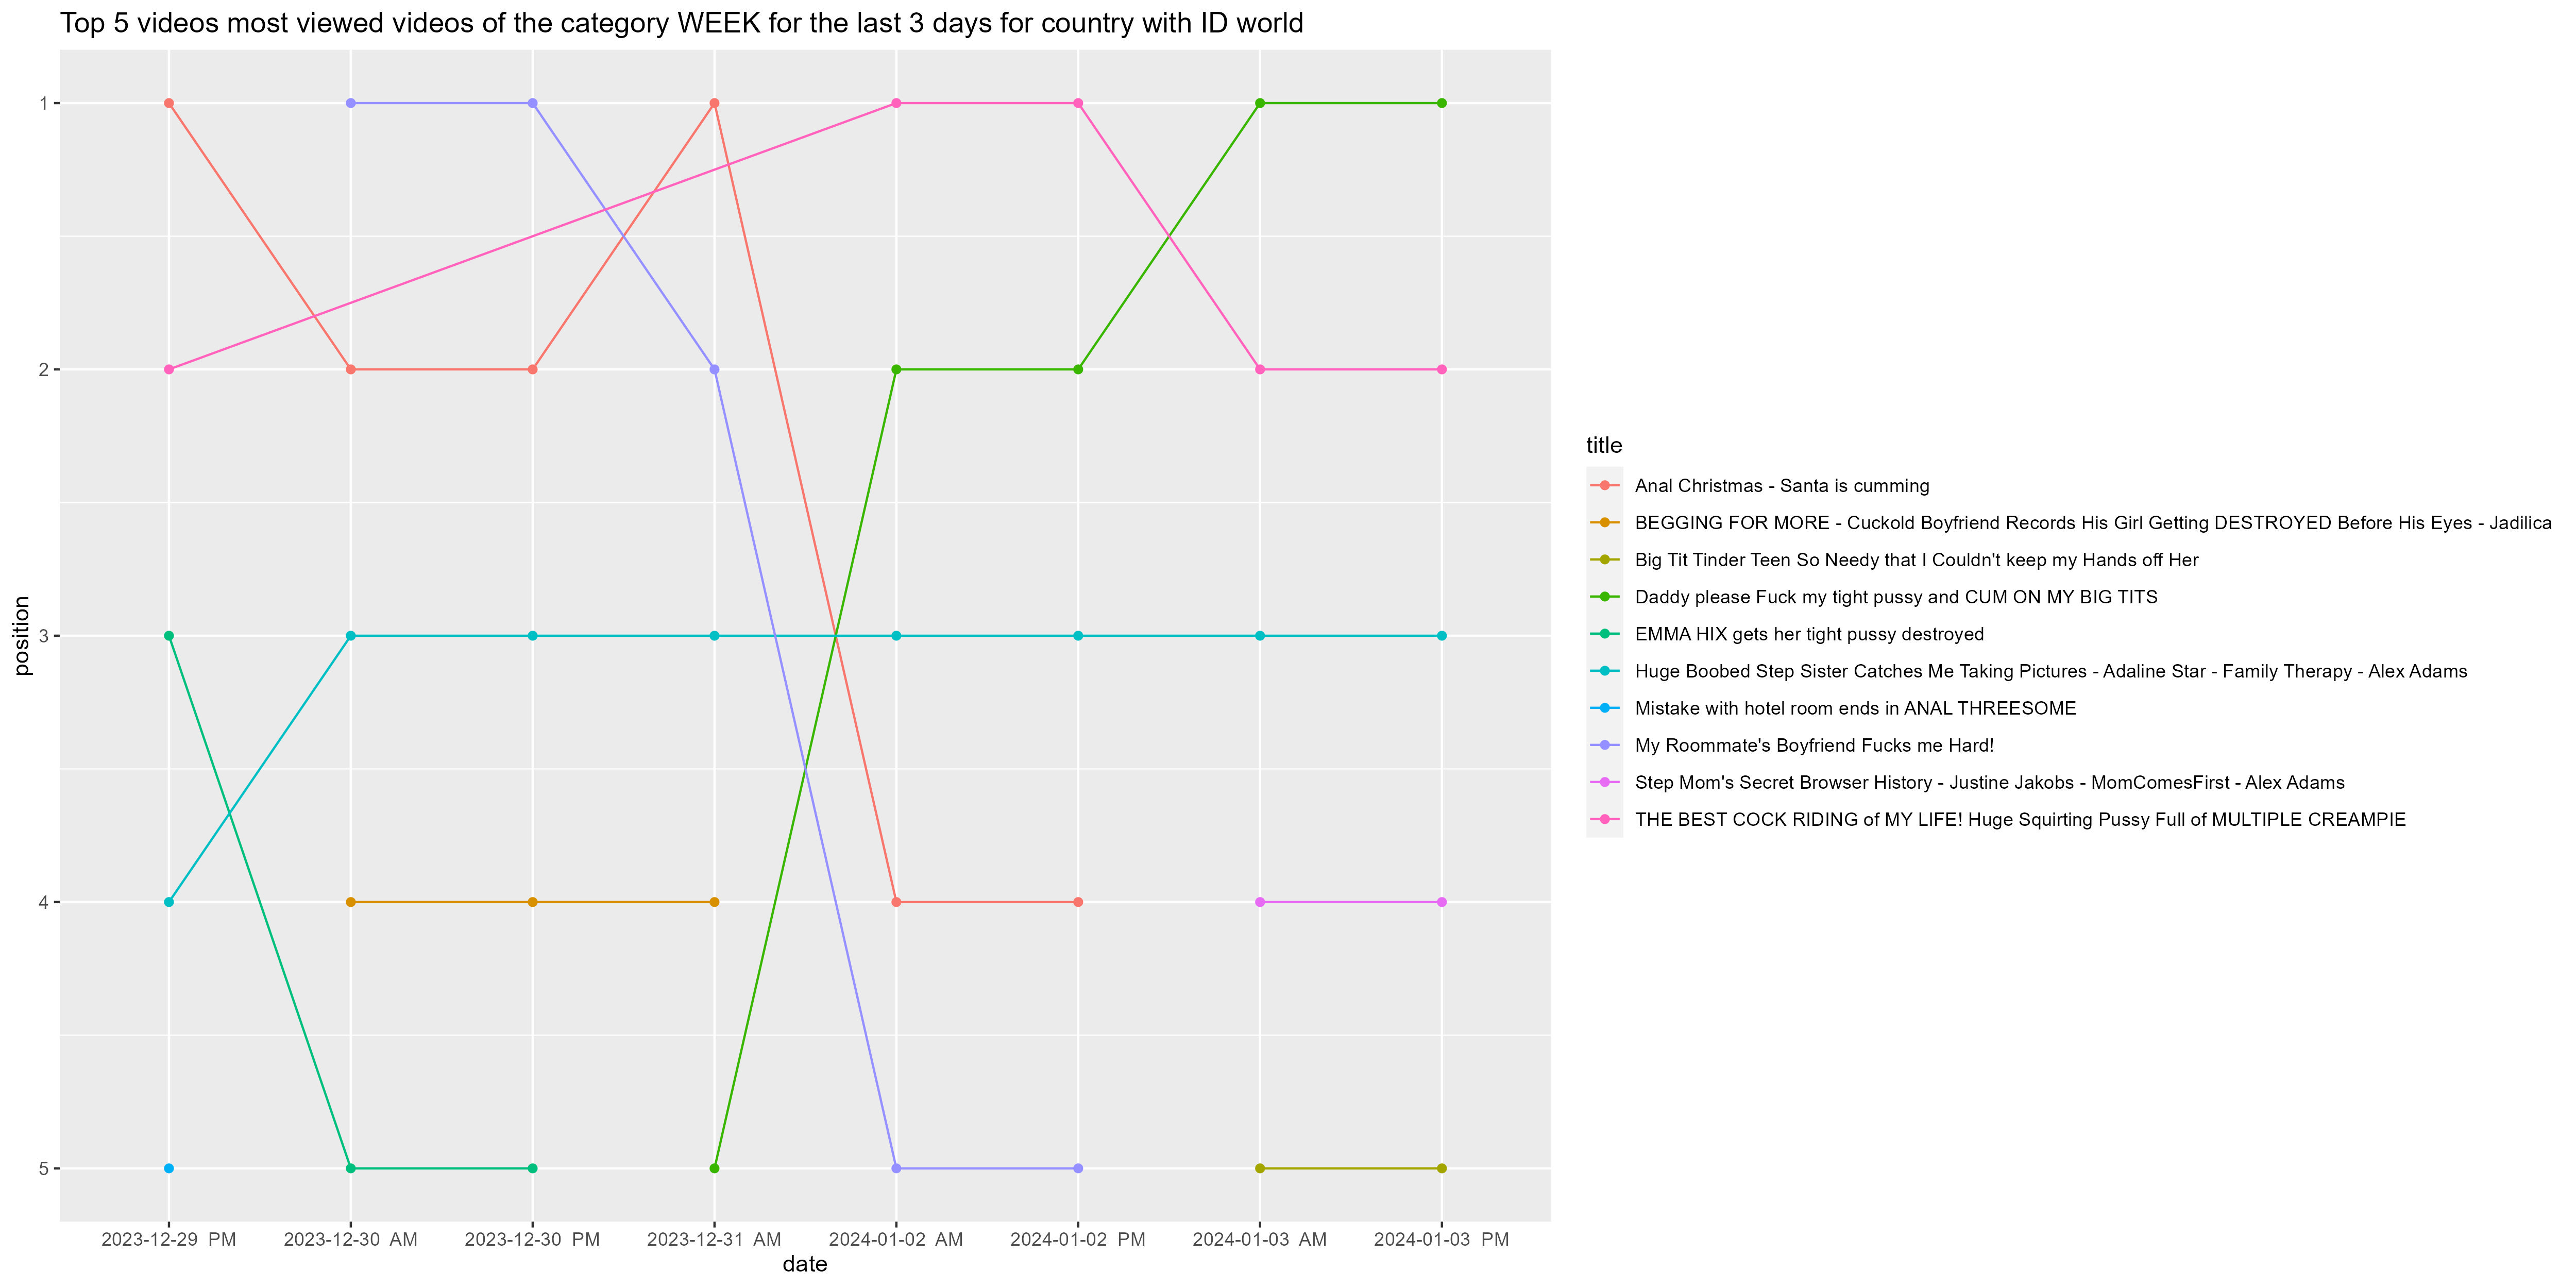 Top 5 videos most viewed videos of the category WEEK for the last 3 days for country with ID world
position
1
2
3
4
5
2023-12-29 PM
2023-12-30 AM
2023-12-30 PM
2023-12-31 AM
2024-01-02 AM
2024-01-02 PM
2024-01-03 AM
2024-01-03 PM
date
title
Anal Christmas - Santa is cumming
BEGGING FOR MORE - Cuckold Boyfriend Records His Girl Getting DESTROYED Before His Eyes - Jadilica
Big Tit Tinder Teen So Needy that I Couldn't keep my Hands off Her
Daddy please Fuck my tight pussy and CUM ON MY BIG TITS
EMMA HIX gets her tight pussy destroyed
Huge Boobed Step Sister Catches Me Taking Pictures - Adaline Star - Family Therapy - Alex Adams
Mistake with hotel room ends in ANAL THREESOME
My Roommate's Boyfriend Fucks me Hard!
Step Mom's Secret Browser History - Justine Jakobs - MomComesFirst - Alex Adams
THE BEST COCK RIDING of MY LIFE! Huge Squirting Pussy Full of MULTIPLE CREAMPIE